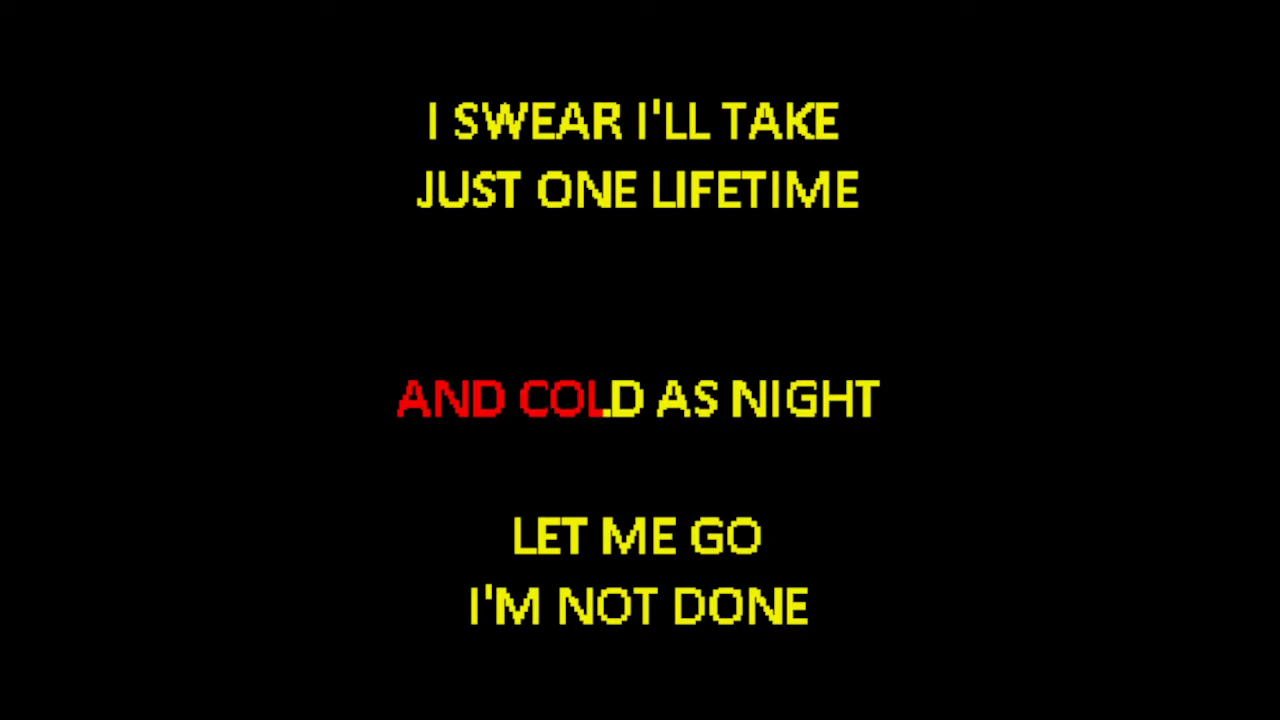 I SWEAR I'LL TAKE
JUST ONE LIFETIME
AND COLD AS NIGHT
LET ME GO
I'M NOT DONE